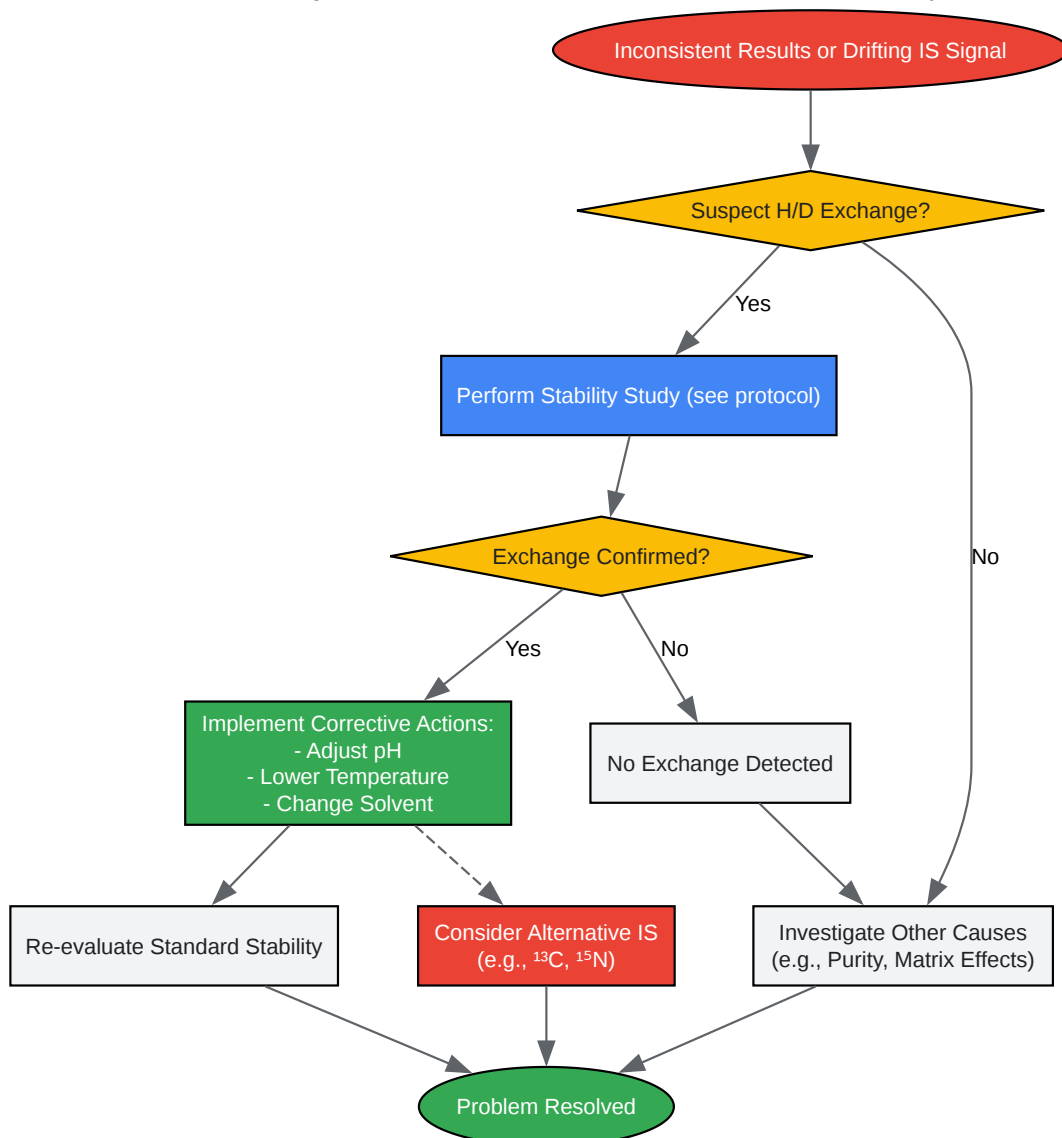 Inconsistent Results or Drifting IS Signal
Suspect H/D Exchange?
Yes
Perform Stability Study (see protocol)
Exchange Confirmed?
No
Yes
No
Implement Corrective Actions:
- Adjust pH
- Lower Temperature
- Change Solvent
No Exchange Detected
Re-evaluate Standard Stability
Consider Alternative IS
(e.g., ¹³C, ¹⁵N)
Investigate Other Causes
(e.g., Purity, Matrix Effects)
Problem Resolved